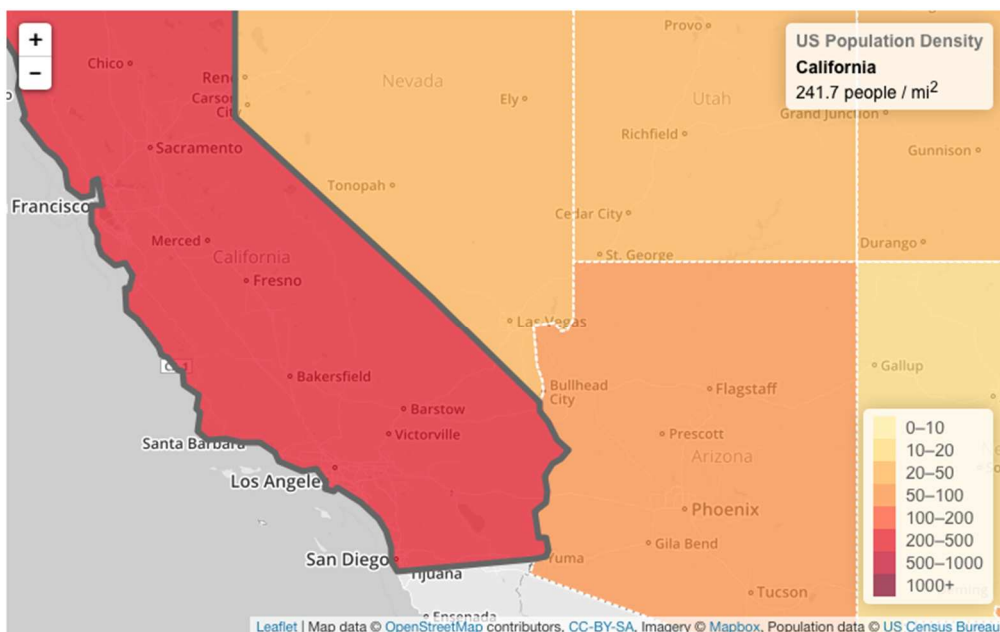 +
−
US Population Density
California
241.7 people / mi2
Provo
Chico
Reno
Carson
City
Nevada
Ely
Utah
Grand Junction
Richfield
Gunnison
Sacramento
Tonopah
Francisco
Cedar City
Merced
California
Durango
St. George
Fresno
Las Vegas
Gallup
Bakersfield
Bullhead
City
Flagstaff
Barstow
Victorville
Prescott
Santa Barbara
Arizona
Los Angele
Phoenix
San Diego
Yuma
Gila Bend
Tijuana
Tucson
Ensenada
0–10
10–20
20–50
50–100
100–200
200–500
500–1000
1000+
Leaflet | Map data © OpenStreetMap contributors, CC-BY-SA, Imagery © Mapbox, Population data © US Census Bureau